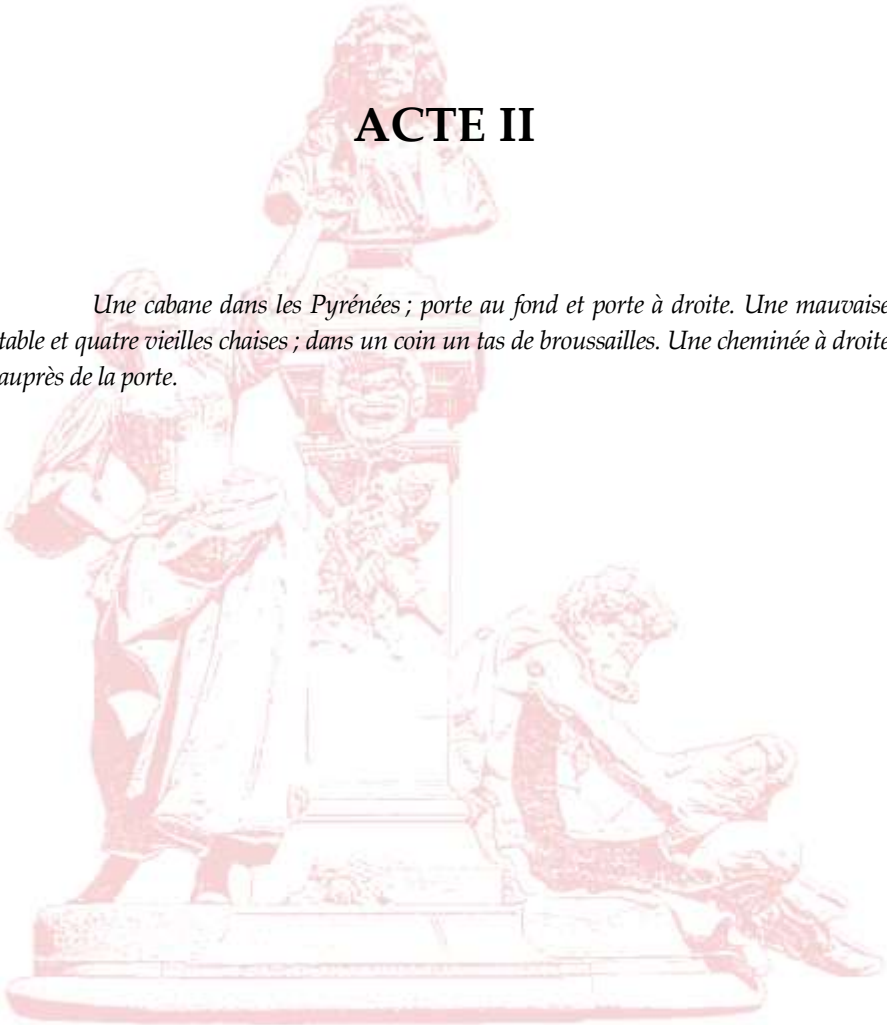 ACTE II
Une cabane dans les Pyrénées ; porte au fond et porte à droite. Une mauvaise
table et quatre vieilles chaises ; dans un coin un tas de broussailles. Une cheminée à droite
auprès de la porte.